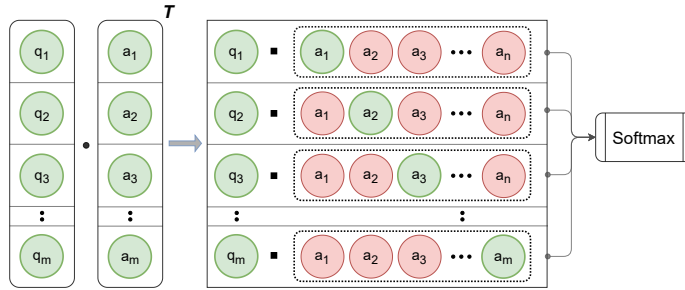 T
q1 a1 q1 ▪ a1 a2 a3 ••• an
q2 a2 q2 ▪ a1 a2 a3 ••• an
q3 a3 q3 ▪ a1 a2 a3 ••• an
Softmax
qm am qm ▪ a1 a2 a3 ••• am